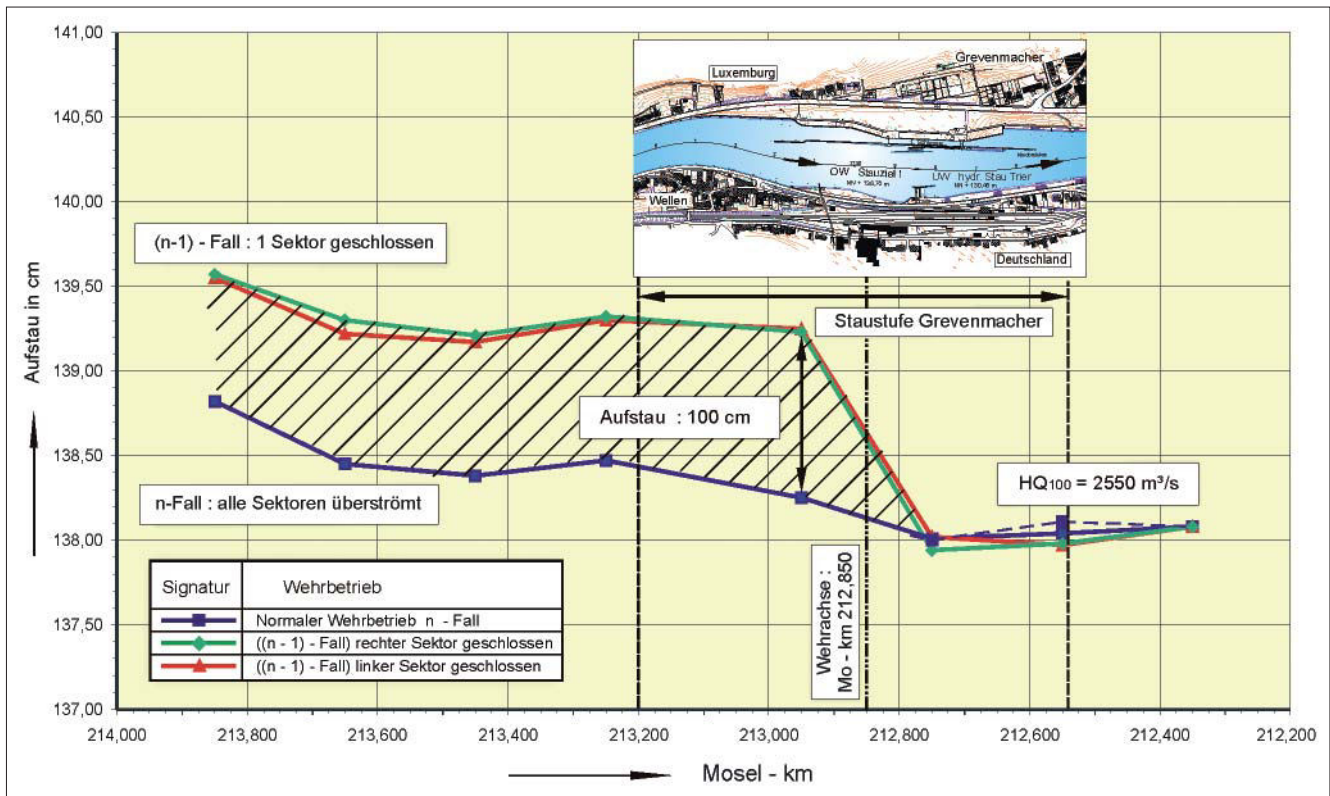 141,00
140,50
140,00
139,50
139,00
138,50
138,00
137,50
137,00
Aufstau in cm
Luxemburg
Grevenmacher
OW Stauziel
UW hydr Stau Trier
Wellen
Deutschland
(n-1) - Fall : 1 Sektor geschlossen
Staustufe Grevenmacher
Aufstau : 100 cm
n-Fall : alle Sektoren überströmt
HQ100 = 2550 m³/s
Wehrachse :
Mo - km 212,850
Signatur Wehrbetrieb
Normaler Wehrbetrieb n - Fall
((n - 1) - Fall) rechter Sektor geschlossen
((n - 1) - Fall) linker Sektor geschlossen
214,000 213,800 213,600 213,400 213,200 213,000 212,800 212,600 212,400 212,200
Mosel - km